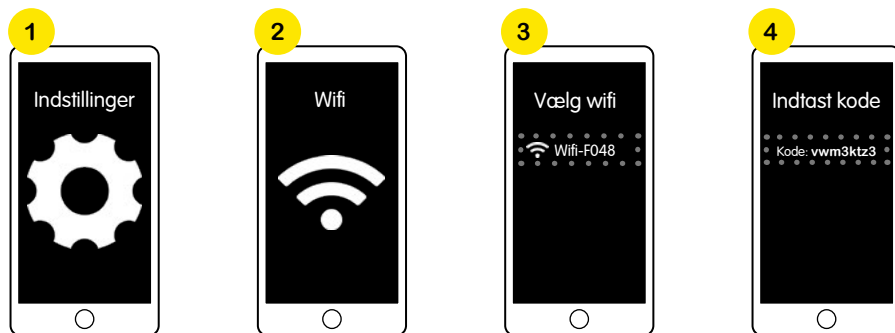 1
Indstillinger
2
Wifi
3
Vælg wifi
Wifi-F048
4
Indtast kode
Kode: vwm3ktz3